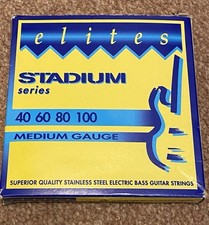 elites
STADIUM
series
40 60 80 100
MEDIUM GAUGE
SUPERIOR QUALITY STAINLESS STEEL ELECTRIC BASS GUITAR STRINGS